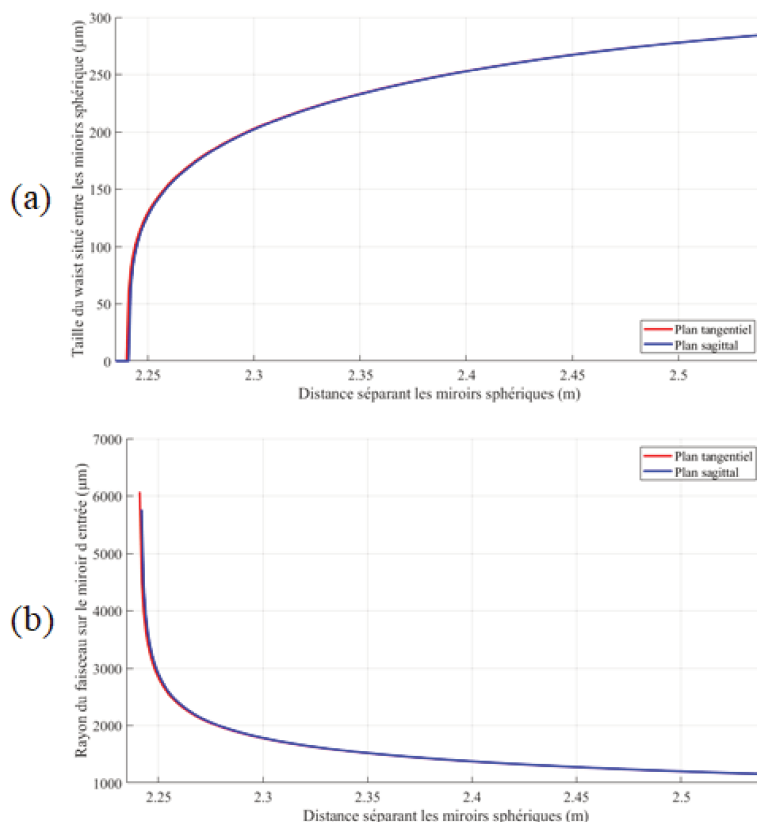 (a)
Taille du waist situé entre les miroirs sphérique (µm)
300
250
200
150
100
50
0
2.25
2.3
2.35
2.4
2.45
2.5
Distance séparant les miroirs sphériques (m)
Plan tangentiel
Plan sagittal
(b)
Rayon du faisceau sur le miroir d entrée (µm)
7000
6000
5000
4000
3000
2000
1000
2.25
2.3
2.35
2.4
2.45
2.5
Distance séparant les miroirs sphériques (m)
Plan tangentiel
Plan sagittal